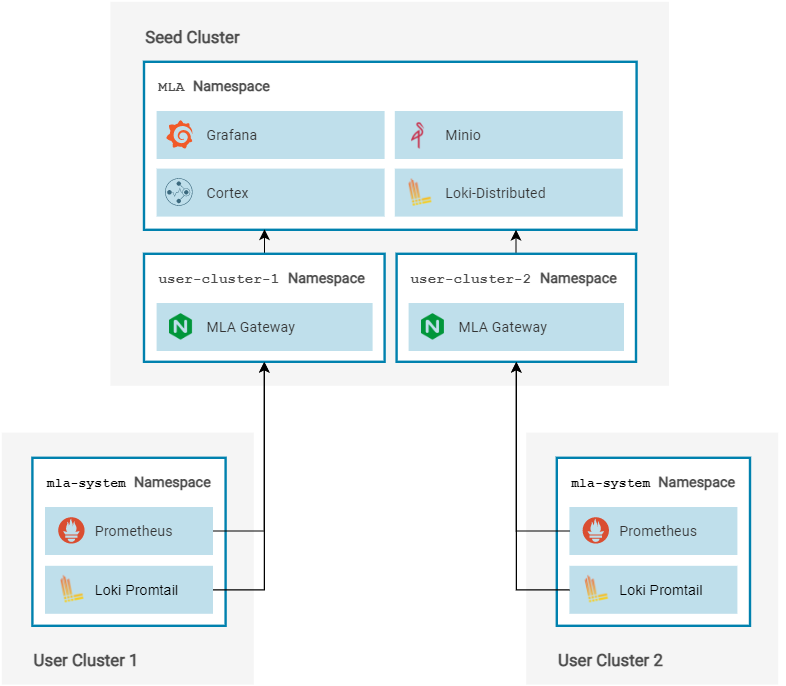 Seed Cluster
MLA Namespace
Grafana
Minio
Cortex
Loki-Distributed
user-cluster-1 Namespace
MLA Gateway
user-cluster-2 Namespace
MLA Gateway
mla-system Namespace
Prometheus
Loki Promtail
User Cluster 1
mla-system Namespace
Prometheus
Loki Promtail
User Cluster 2